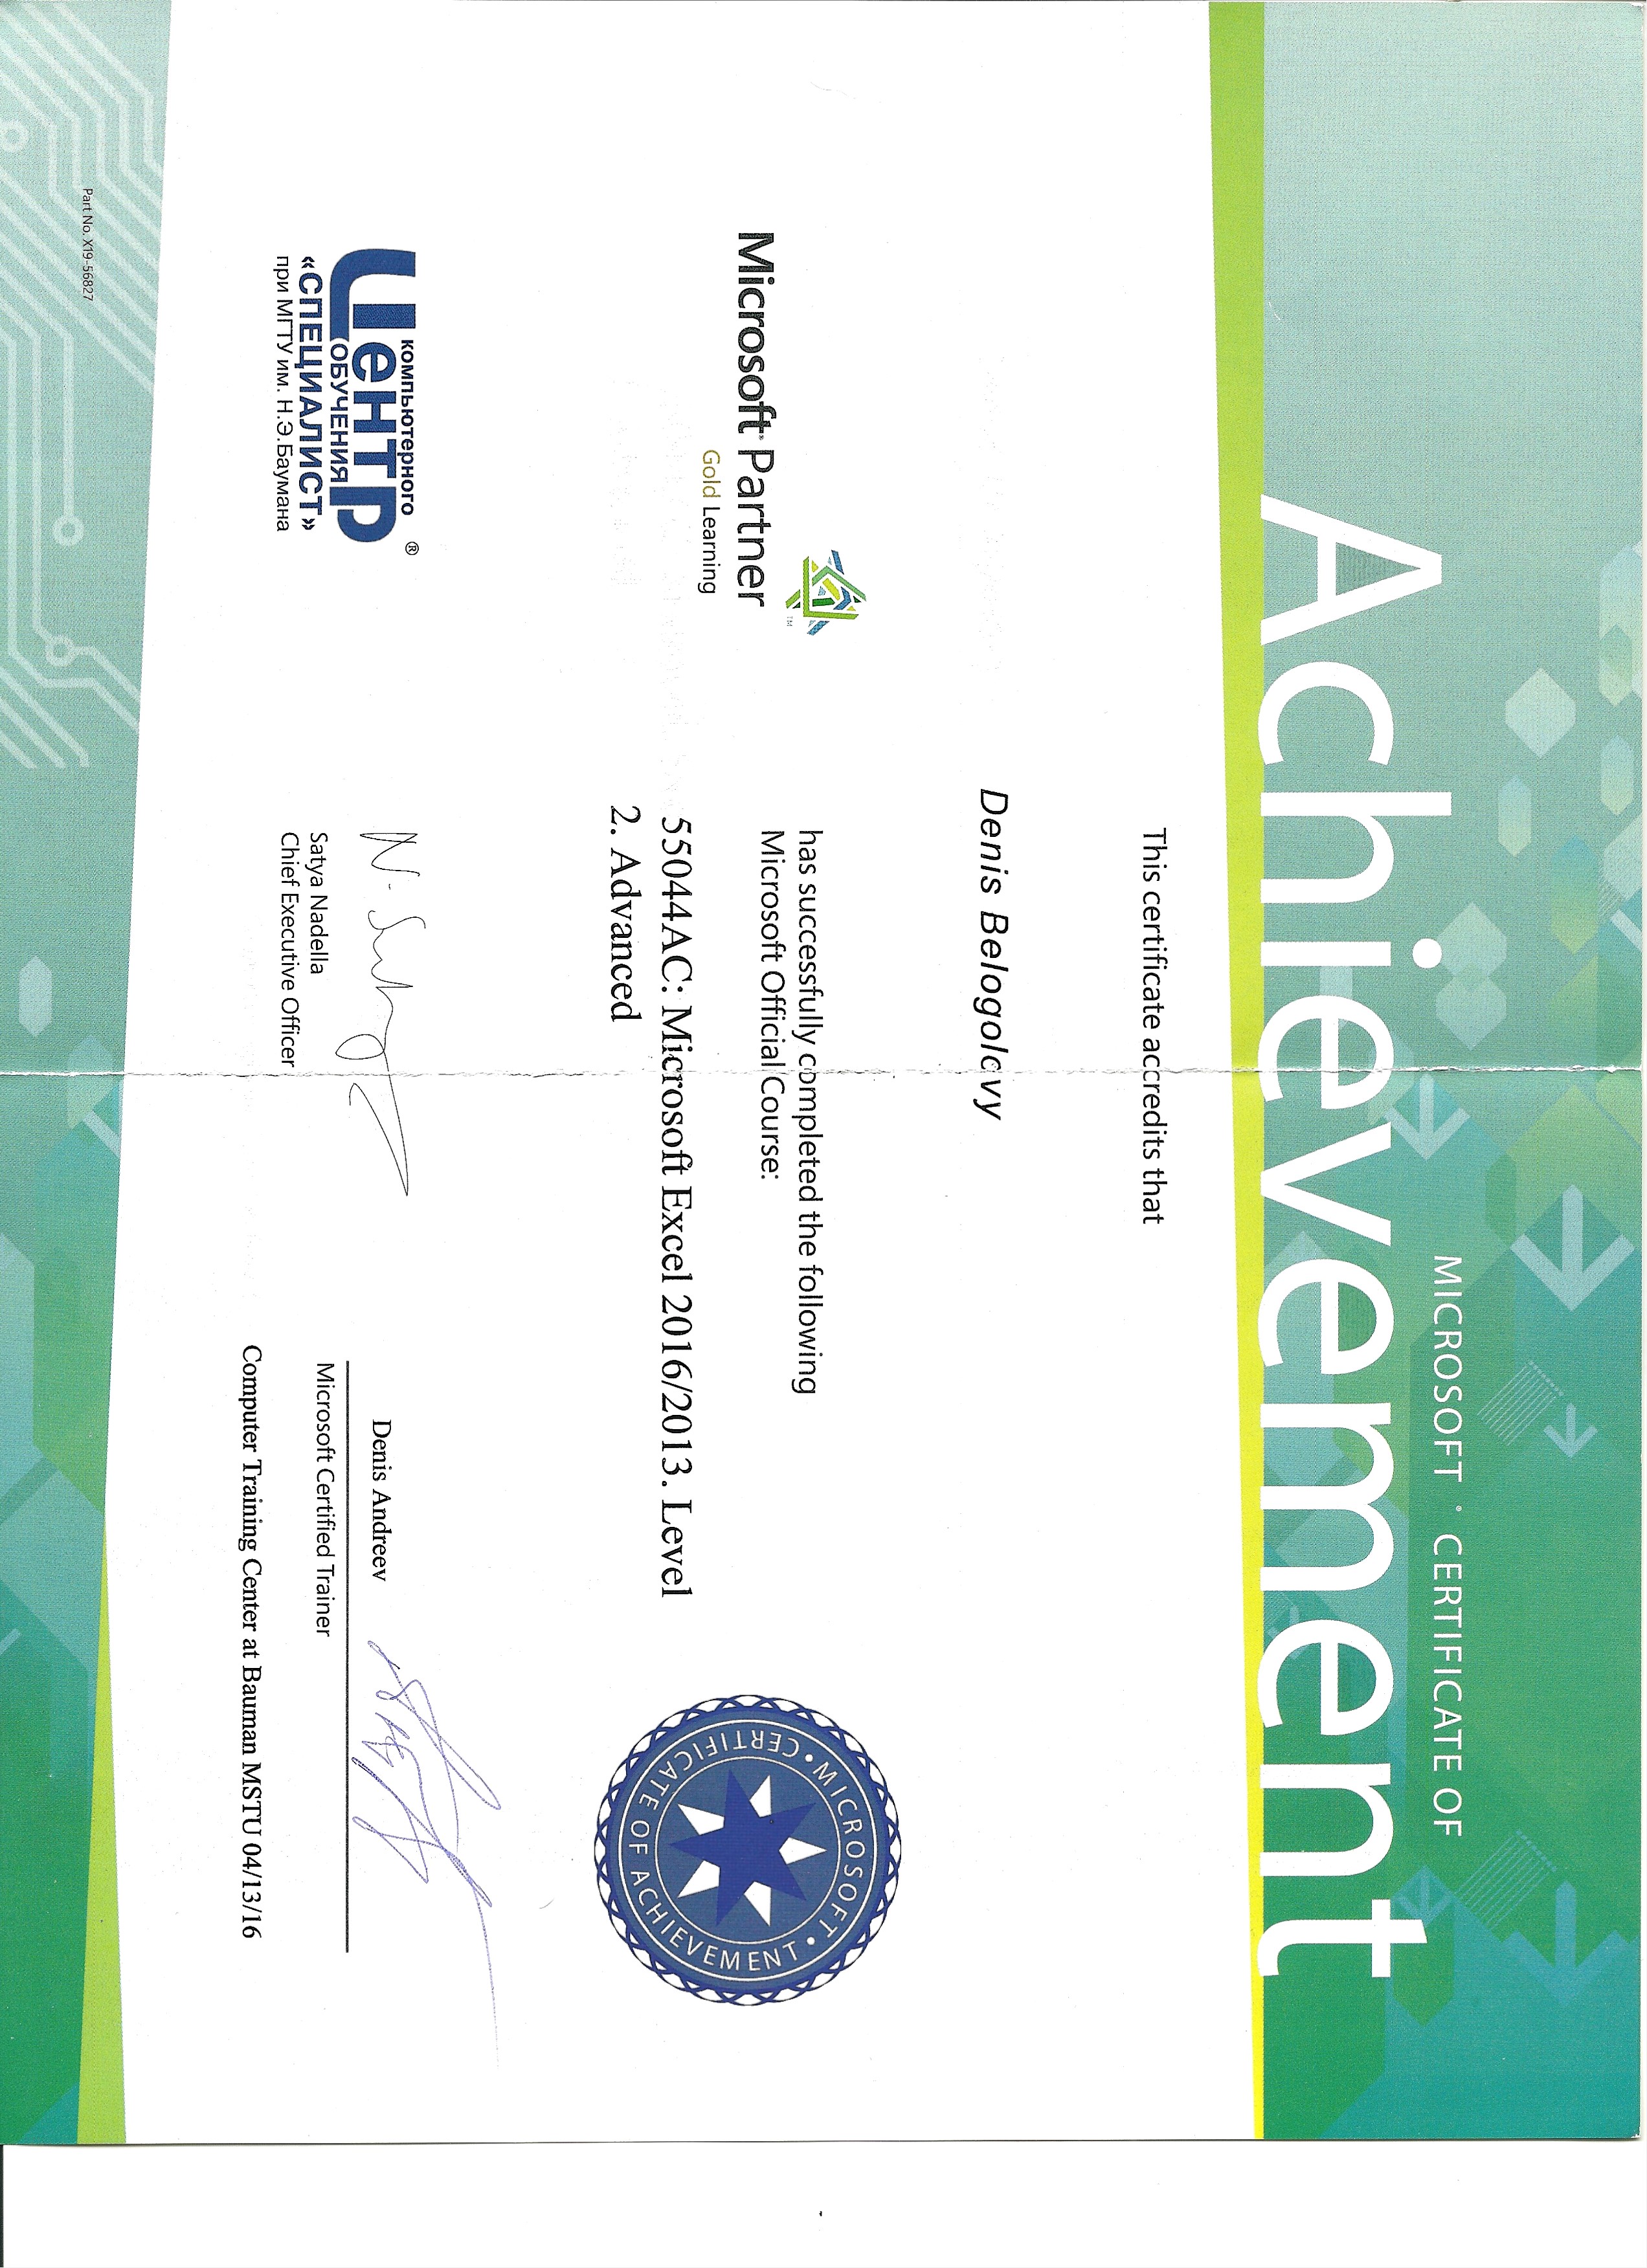 MICROSOFT ® CERTIFICATE OF
Achievement
This certificate accredits that
Denis Belogolovy
Microsoft Partner
Gold Learning
TM
has successfully completed the following
Microsoft Official Course:
55044AC: Microsoft Excel 2016/2013. Level
2. Advanced
• MICROSOFT •
CERTIFICATE OF ACHIEVEMENT
компьютерного ®
Центр
ОБУЧЕНИЯ
«СПЕЦИАЛИСТ»
при МГТУ им. Н.Э.Баумана
N. Satya
Satya Nadella
Chief Executive Officer
Denis Andreev
Microsoft Certified Trainer
Computer Training Center at Bauman MSTU 04/13/16
Part No. X19-56827